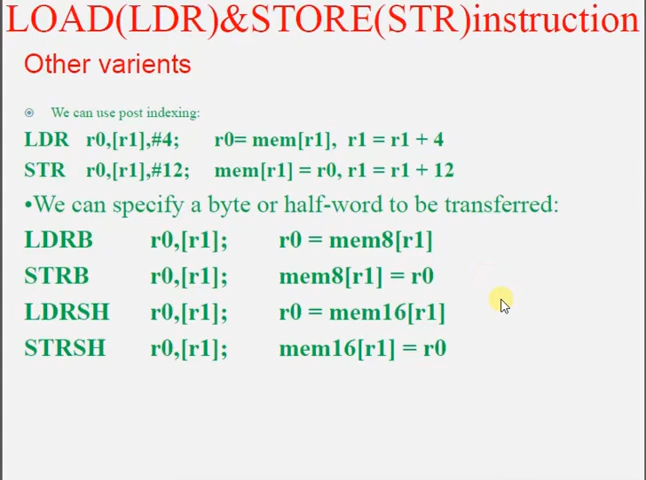 LOAD(LDR)&STORE(STR)instruction
Other varients
We can use post indexing:
LDR r0,[r1],#4; r0= mem[r1], r1 = r1 + 4
STR r0,[r1],#12; mem[r1] = r0, r1 = r1 + 12
•We can specify a byte or half-word to be transferred:
LDRB r0,[r1]; r0 = mem8[r1]
STRB r0,[r1]; mem8[r1] = r0
LDRSH r0,[r1]; r0 = mem16[r1]
STRSH r0,[r1]; mem16[r1] = r0